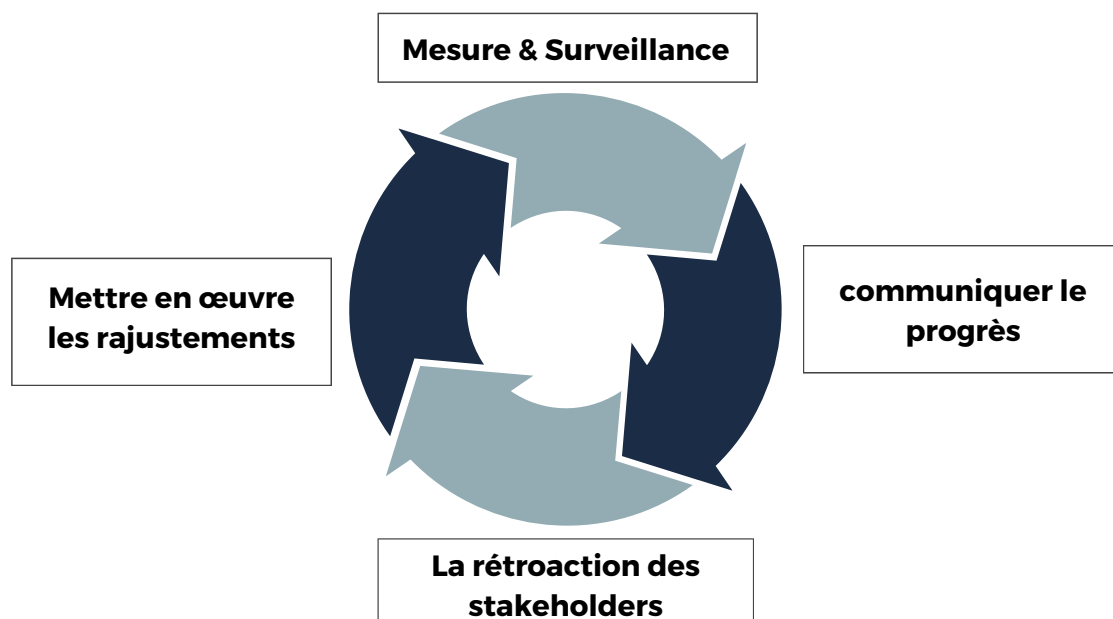 Mesure & Surveillance
Mettre en œuvre
les rajustements
communiquer le
progrès
La rétroaction des
stakeholders